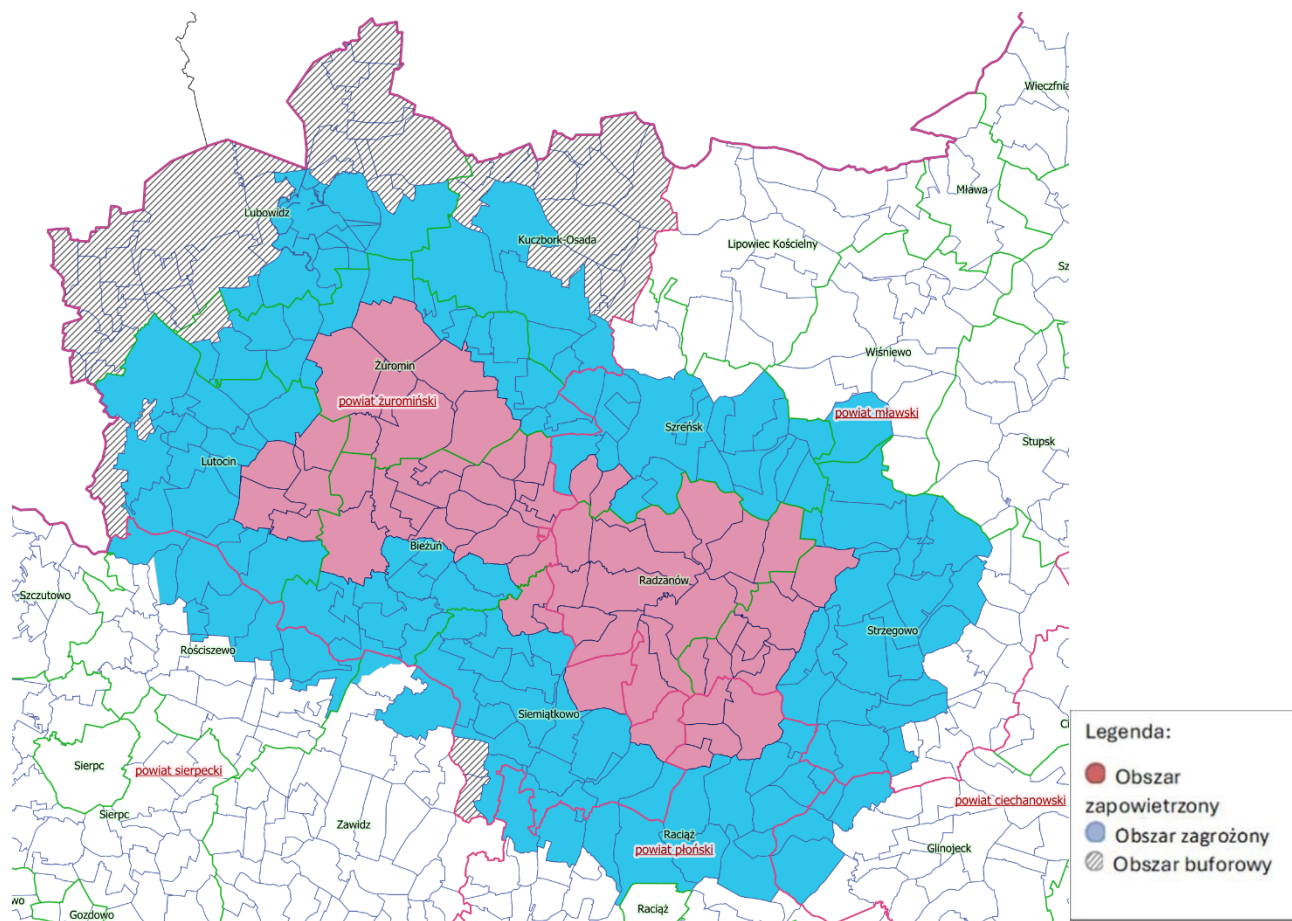 Wieczfnia
Mława
Lubowidz
Kuczbork-Osada
Lipowiec Kościelny
Sz
Wiśniewo
Żuromin
powiat żuromiński
powiat mławski
Szreńsk
Stupsk
Lutocin
Bieżuń
Radzanów
Szczutowo
Strzegowo
Rościszewo
Siemiątkowo
Ci
Sierpc
powiat sierpecki
powiat ciechanowski
Sierpc
Zawidz
Raciąż
powiat płoński
Glinojeck
wo
Gozdowo
Raciąż
Legenda:
Obszar
zapowietrzony
Obszar zagrożony
Obszar buforowy